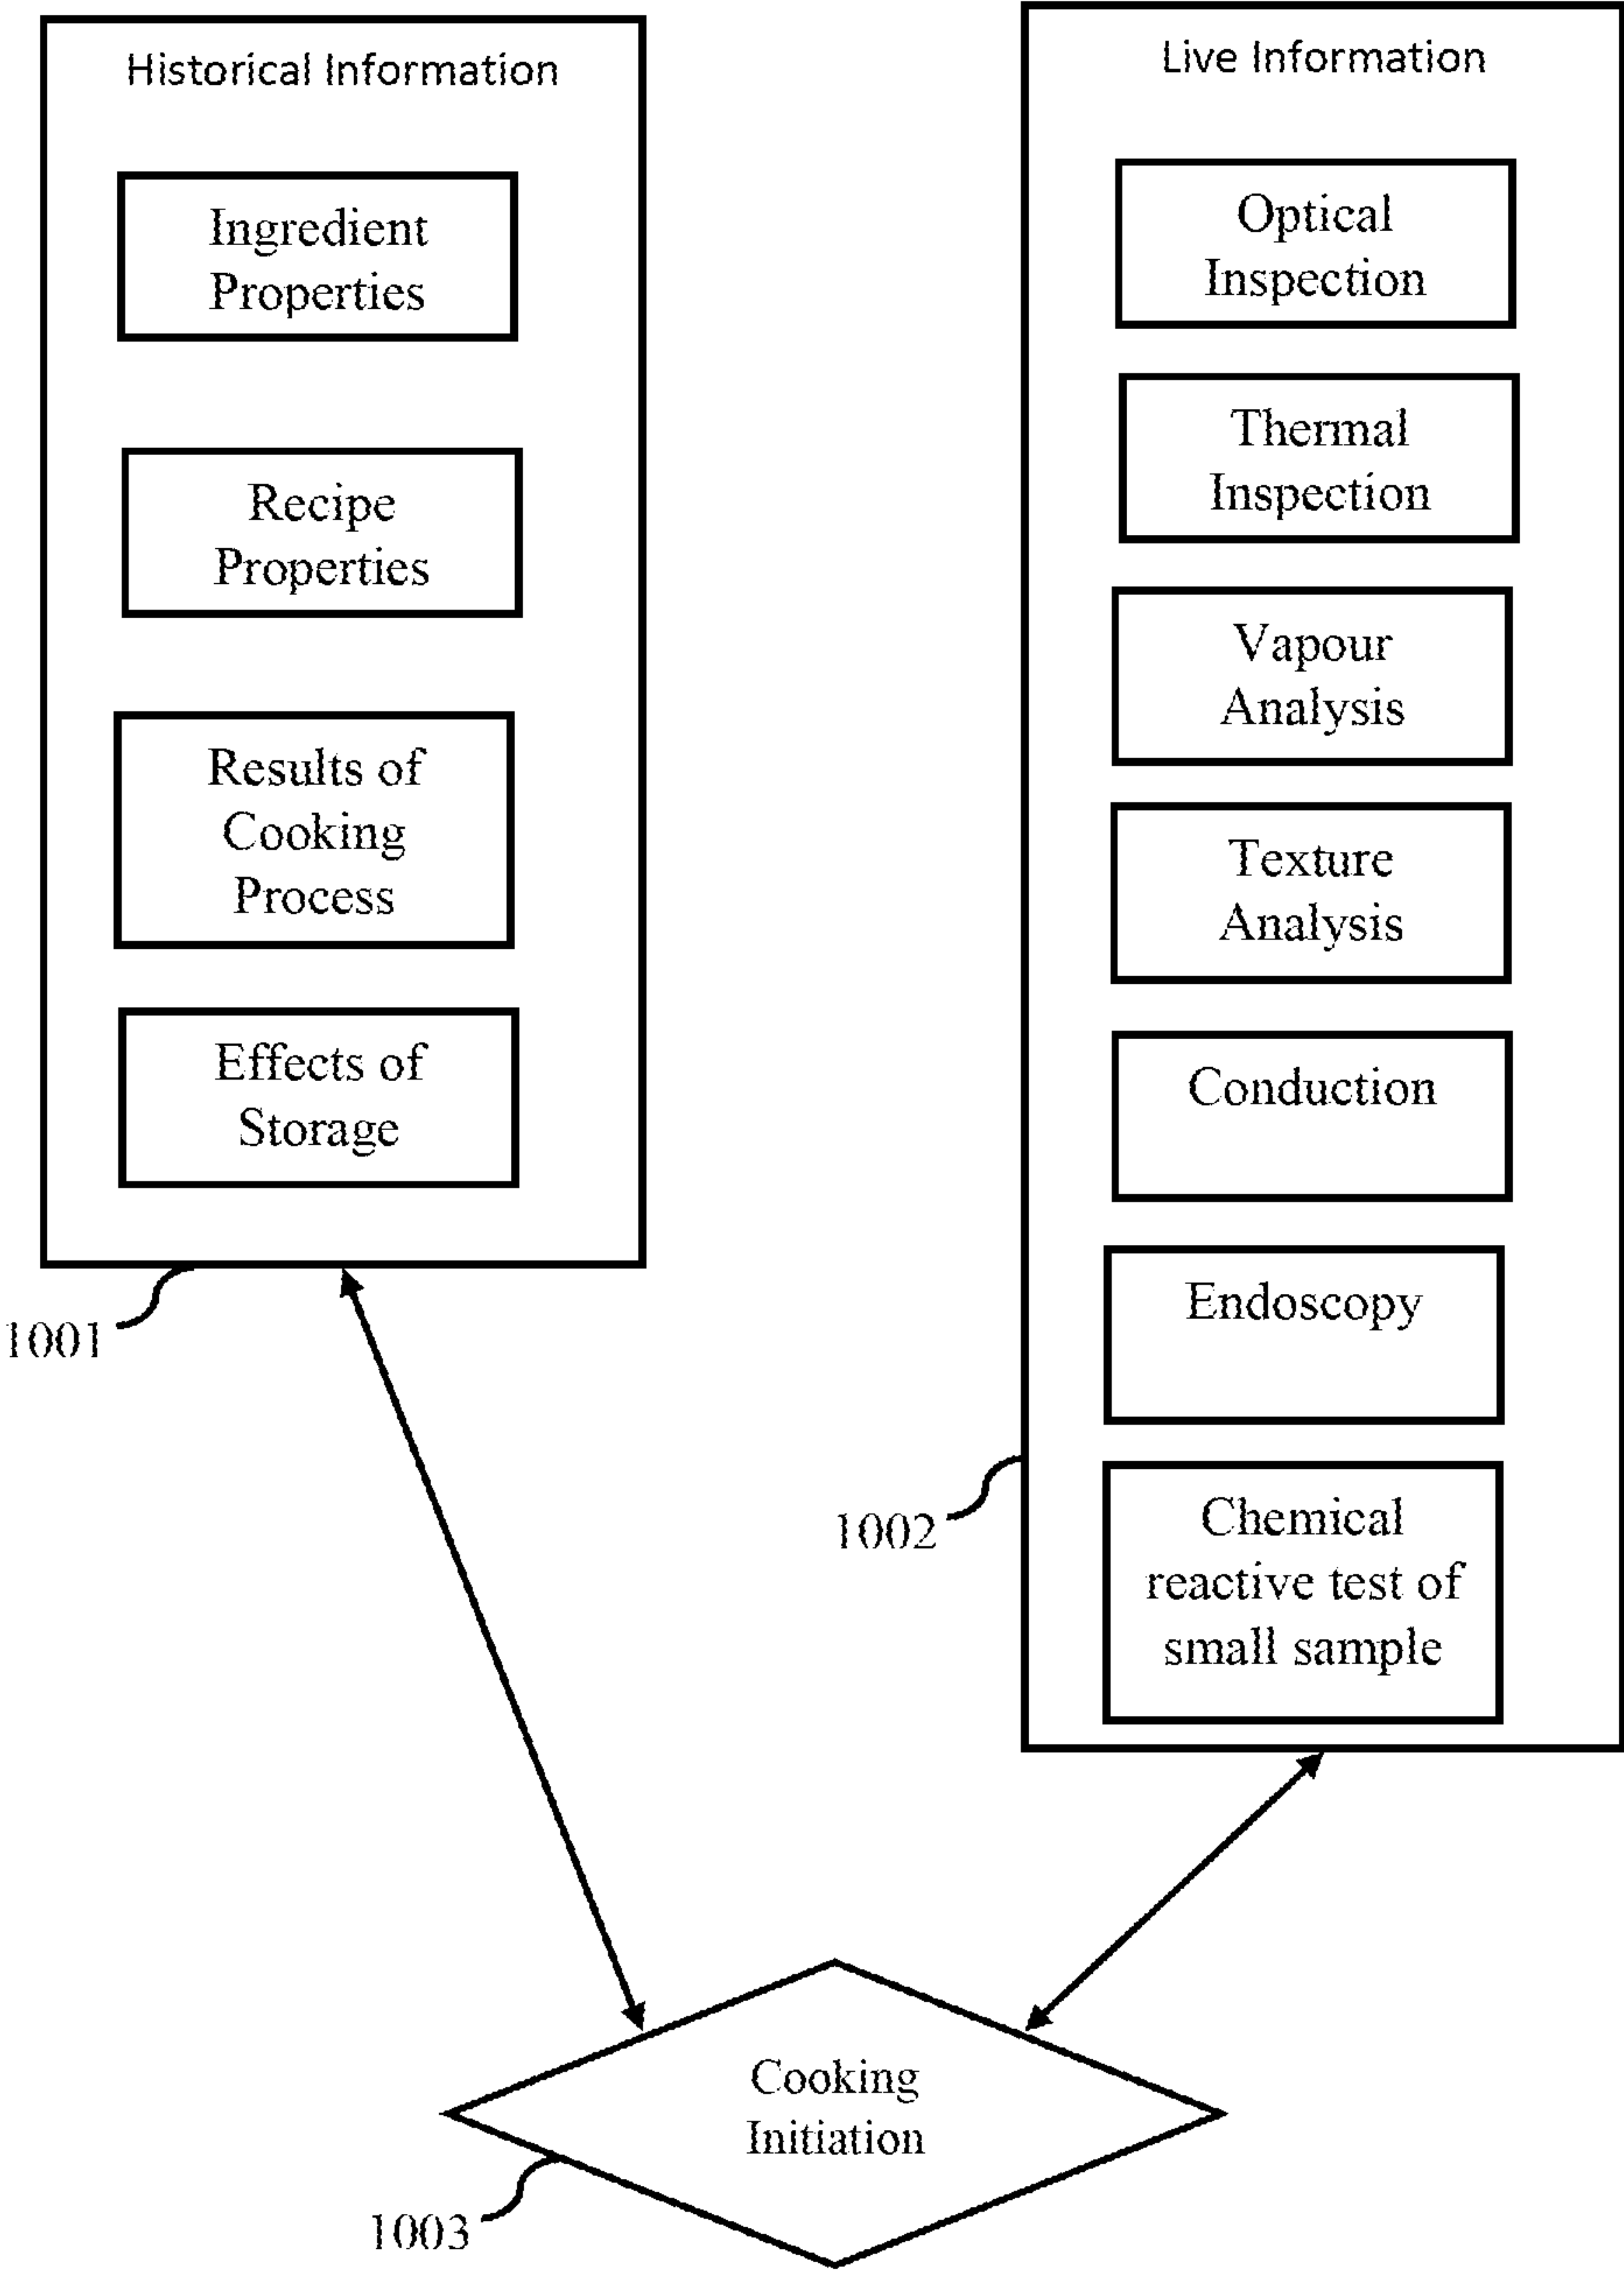 Historical Information
Ingredient
Properties
Recipe
Properties
Results of
Cooking
Process
Effects of
Storage
1001
Live Information
Optical
Inspection
Thermal
Inspection
Vapour
Analysis
Texture
Analysis
Conduction
Endoscopy
Chemical
reactive test of
small sample
1002
Cooking
Initiation
1003